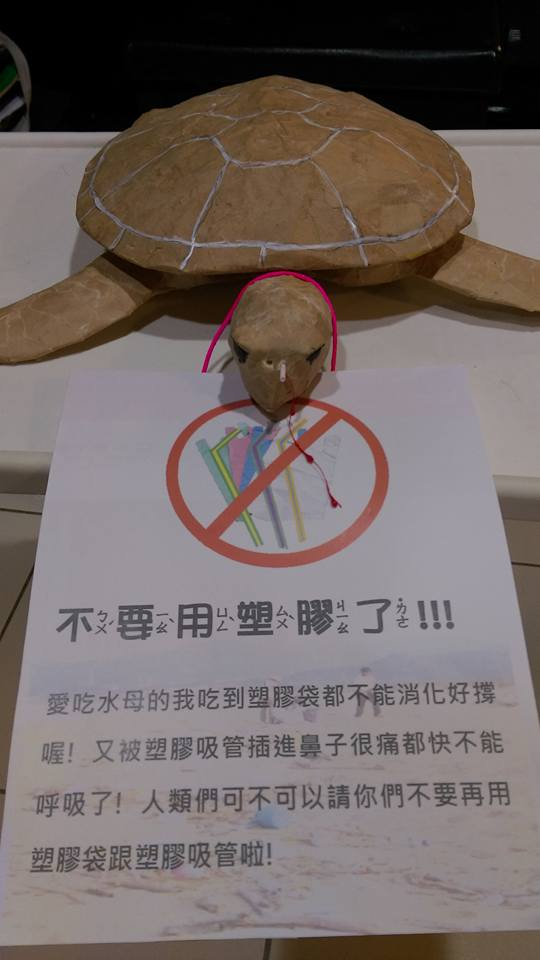 不要用塑膠了!!!
愛吃水母的我吃到塑膠袋都不能消化好撐
喔! 又被塑膠吸管插進鼻子很痛都快不能
呼吸了! 人類們可不可以請你們不要再用
塑膠袋跟塑膠吸管啦!